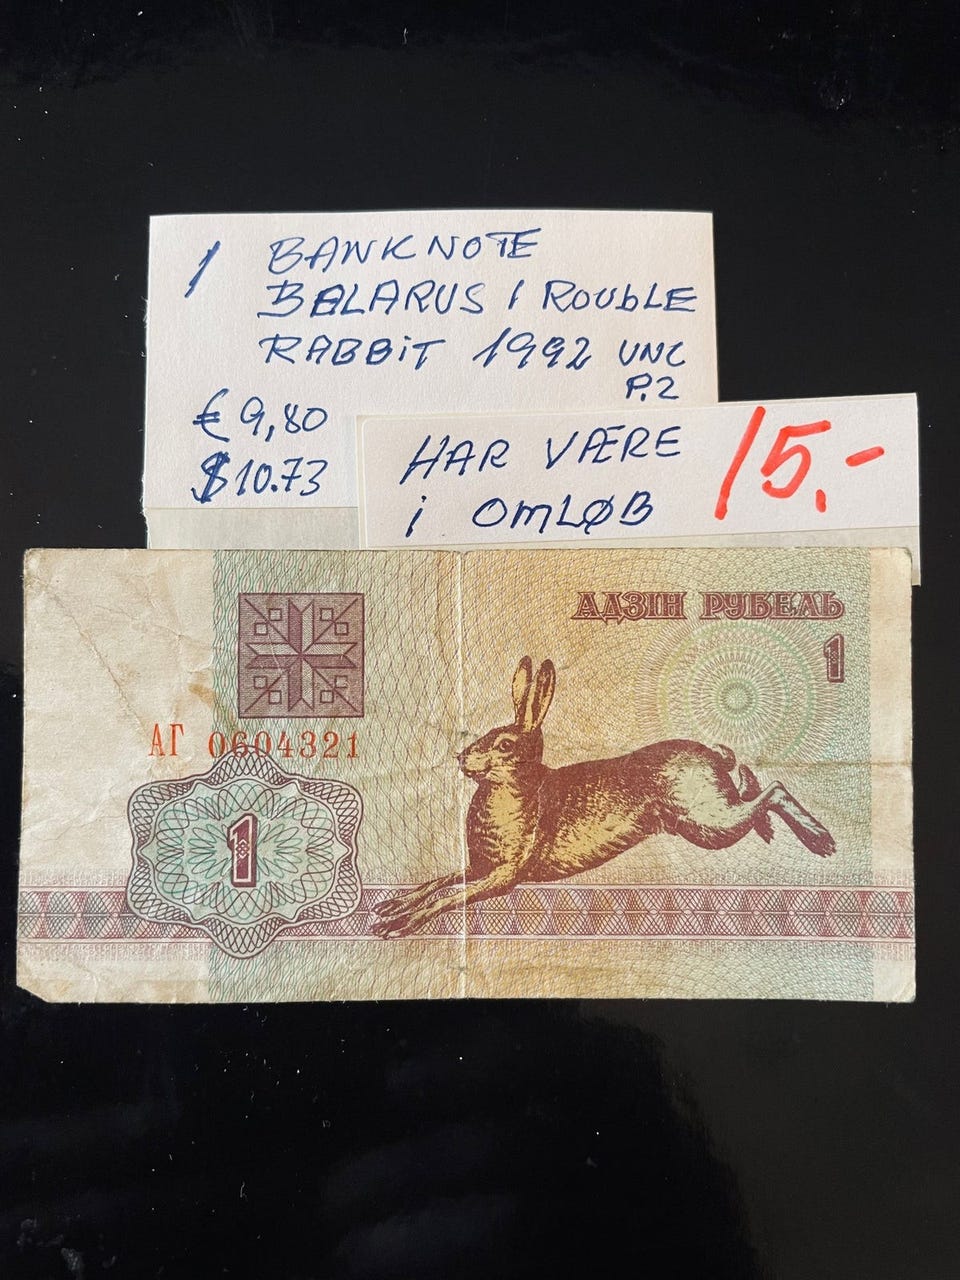 1 BANKNOTE
BELARUS 1 ROUBLE
RABBIT 1992 UNC
P.2
€ 9,80
$10.73
HAR VÆRE
i OMLØB
15.-
АДЗІН РУБЕЛЬ
1
АГ 0604321
1